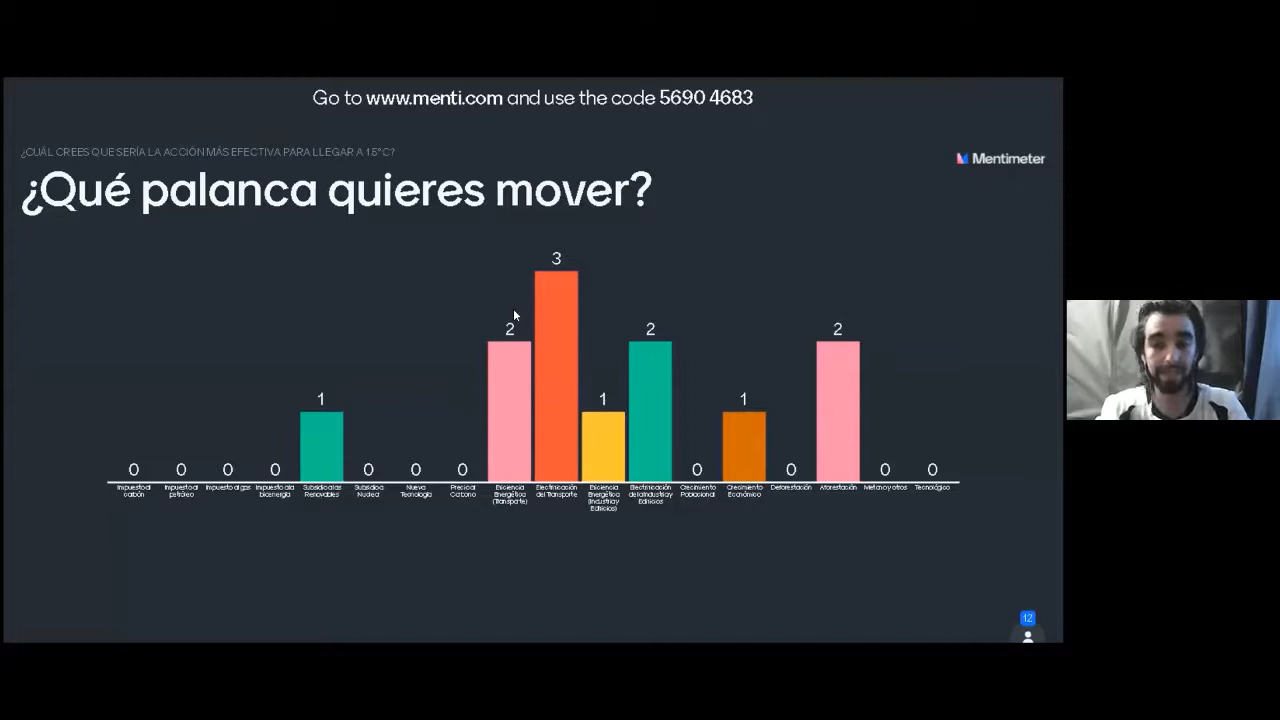 Go to www.menti.com and use the code 5690 4683
¿CUÁL CREES QUE SERÍA LA ACCIÓN MÁS EFECTIVA PARA LLEGAR A 1.5°C?
Mentimeter
¿Qué palanca quieres mover?
3
2
2
2
1
1
1
0 0 0 0 0 0 0 0 0 0 0
Impuesto al carbón
Impuesto al petróleo
Impuesto al gas
Impuesto a la bioenergía
Subsidio a las Renovables
Subsidio a Nuclear
Nueva Tecnología
Precio al Carbono
Eficiencia Energética (Transporte)
Electrificación del Transporte
Eficiencia Energética (Industria y Edificios)
Electrificación de la Industria y Edificios
Crecimiento Poblacional
Crecimiento Económico
Deforestación
Aforestación
Metano y otros
Tecnológico
12